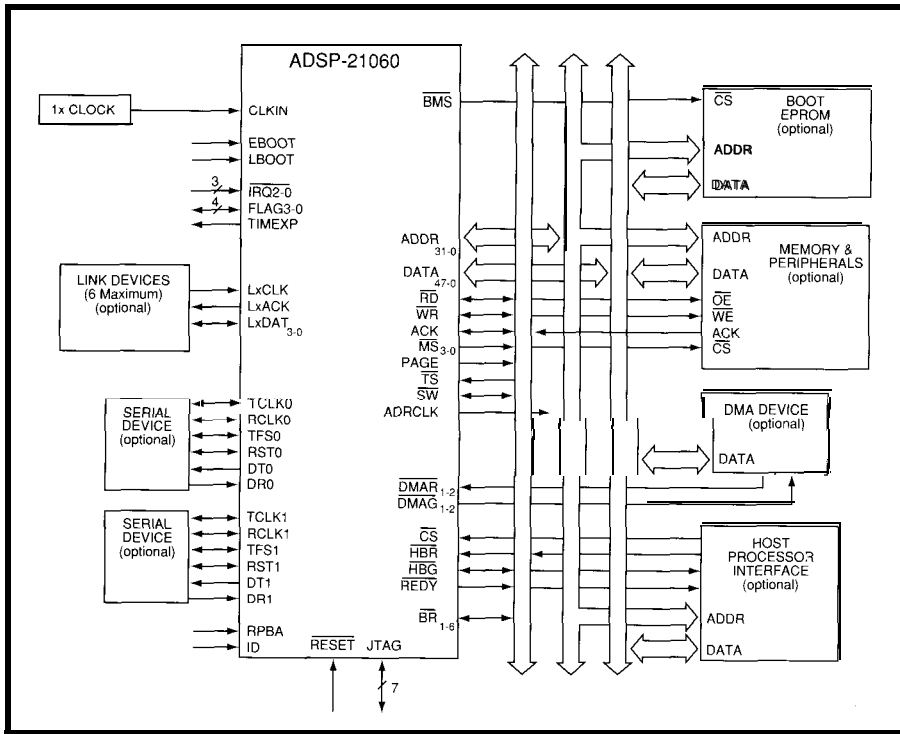 ADSP-21060
1x CLOCK
CLKIN
EBOOT
LBOOT
3
IRQ2-0
4
FLAG3-0
TIMEXP
LINK DEVICES
(6 Maximum)
(optional)
LxCLK
LxACK
LxDAT3-0
SERIAL
DEVICE
(optional)
TCLK0
RCLK0
TFS0
RST0
DT0
DR0
SERIAL
DEVICE
(optional)
TCLK1
RCLK1
TFS1
RST1
DT1
DR1
RPBA
ID
RESET
JTAG
7
BMS
ADDR31-0
DATA47-0
RD
WR
ACK
MS3-0
PAGE
TS
SW
ADRCLK
DMAR1-2
DMAG1-2
CS
HBR
HBG
REDY
BR1-6
CS
BOOT
EPROM
(optional)
ADDR
DATA
ADDR
MEMORY &
PERIPHERALS
(optional)
DATA
OE
WE
ACK
CS
DMA DEVICE
(optional)
DATA
HOST
PROCESSOR
INTERFACE
(optional)
ADDR
DATA